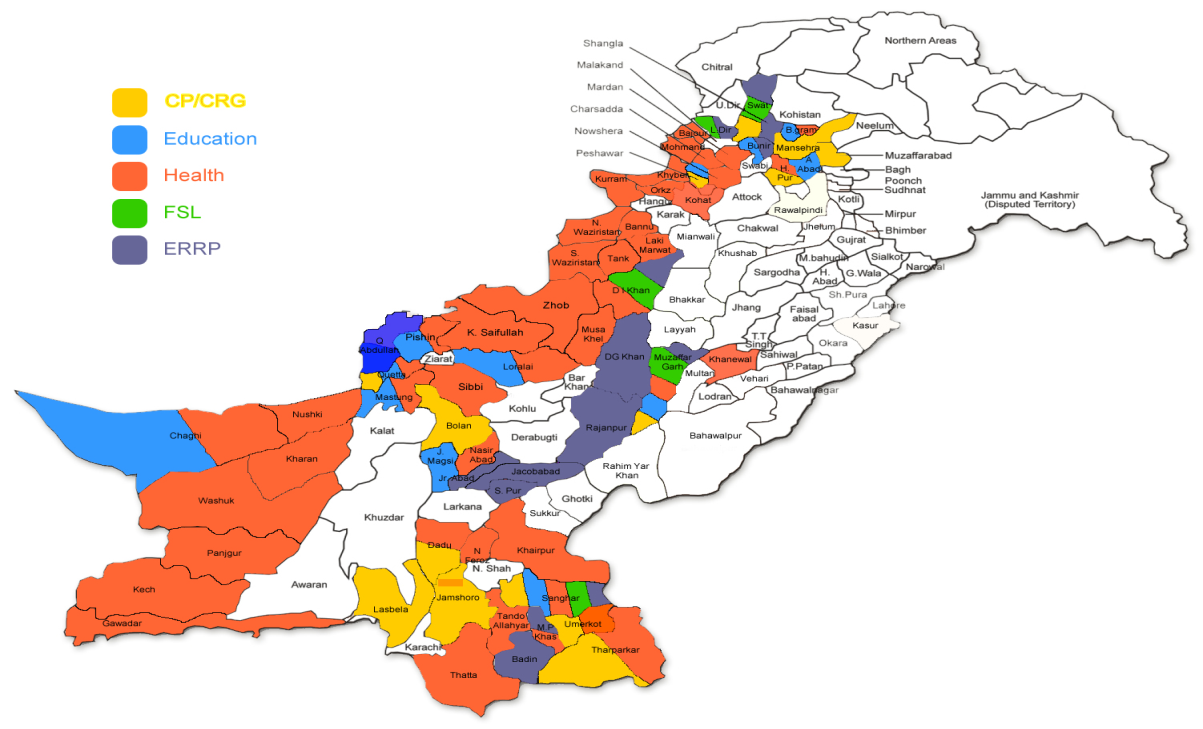 CP/CRG
Education
Health
FSL
ERRP
Shangla
Malakand
Mardan
Charsadda
Nowshera
Peshawar
Northern Areas
Chitral
U.Dir
Swat
Kohistan
Neelum
L.Dir
Bajour
B.gram
Mohmand
Bunir
Mansehra
Muzaffarabad
Swabi
A
Abad
H.
Pur
Bagh
Poonch
Sudhnat
Khyber
Kurram
Orkz
Hangu
Kohat
Attock
Rawalpindi
Kotli
Jammu and Kashmir
(Disputed Territory)
Mirpur
Bhimber
Karak
N.
Waziristan
Bannu
Mianwali
Chakwal
Jhelum
Gujrat
Laki
Marwat
S.
Waziristan
Tank
Khushab
M.bahudin
Sialkot
Narowal
Sargodha
H.
Abad
G.Wala
D.I Khan
Bhakkar
Sh.Pura
Lahore
Zhob
Jhang
Faisal
abad
Kasur
K. Saifullah
Musa
Khel
Layyah
T.T
Singh
Okara
Q
Abdullah
Pishin
Ziarat
Loralai
DG Khan
Muzaffar
Garh
Khanewal
Sahiwal
P.Patan
Quetta
Multan
Vehari
Mastung
Sibbi
Bar
Khan
Lodran
Bahawalnagar
Nushki
Kohlu
Kalat
Bolan
Rajanpur
Bahawalpur
Chaghi
Derabugti
Kharan
J.
Magsi
Nasir
Abad
Jacobabad
Rahim Yar
Khan
Jr. Abad
Washuk
S. Pur
Ghotki
Larkana
Sukkur
Khuzdar
Panjgur
Dadu
N
Feroz
Khairpur
N. Shah
Kech
Awaran
Lasbela
Jamshoro
Sanghar
Gawadar
Tando
Allahyar
M.P
Khas
Umerkot
Karachi
Badin
Tharparkar
Thatta